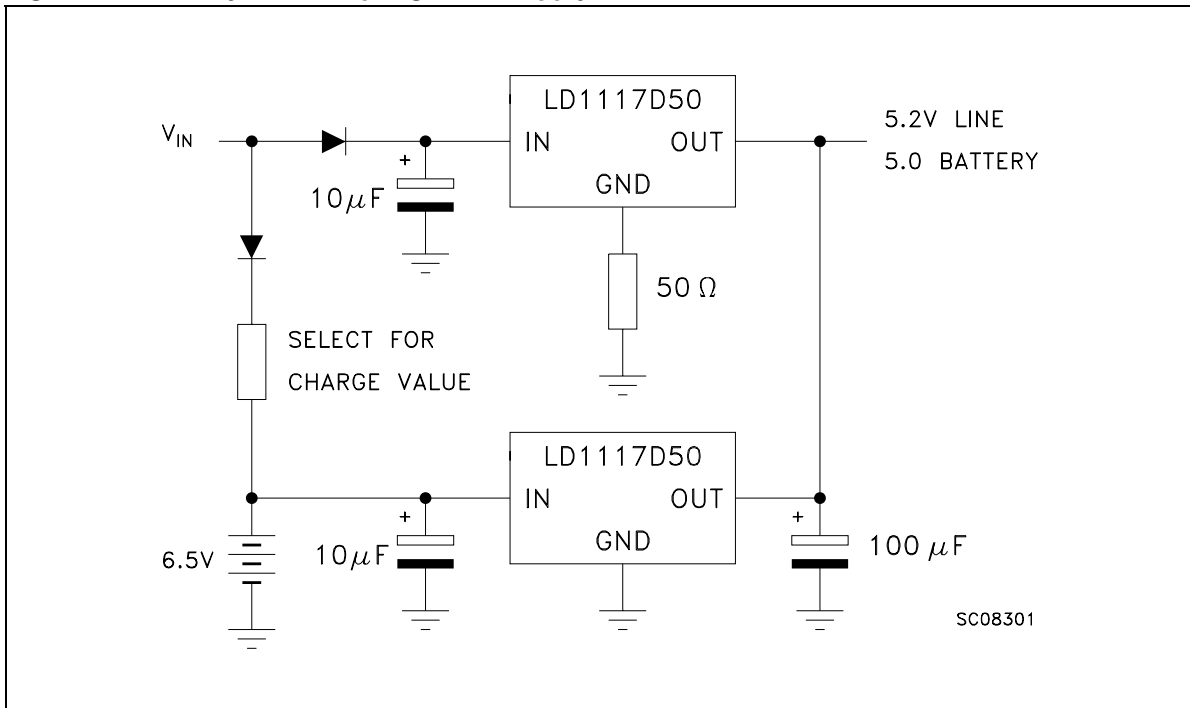 LD1117D50
V_IN
IN OUT
GND
5.2V LINE
5.0 BATTERY
+
10μF
50 Ω
SELECT FOR
CHARGE VALUE
LD1117D50
IN OUT
GND
6.5V
+
10μF
+
100 μF
SC08301